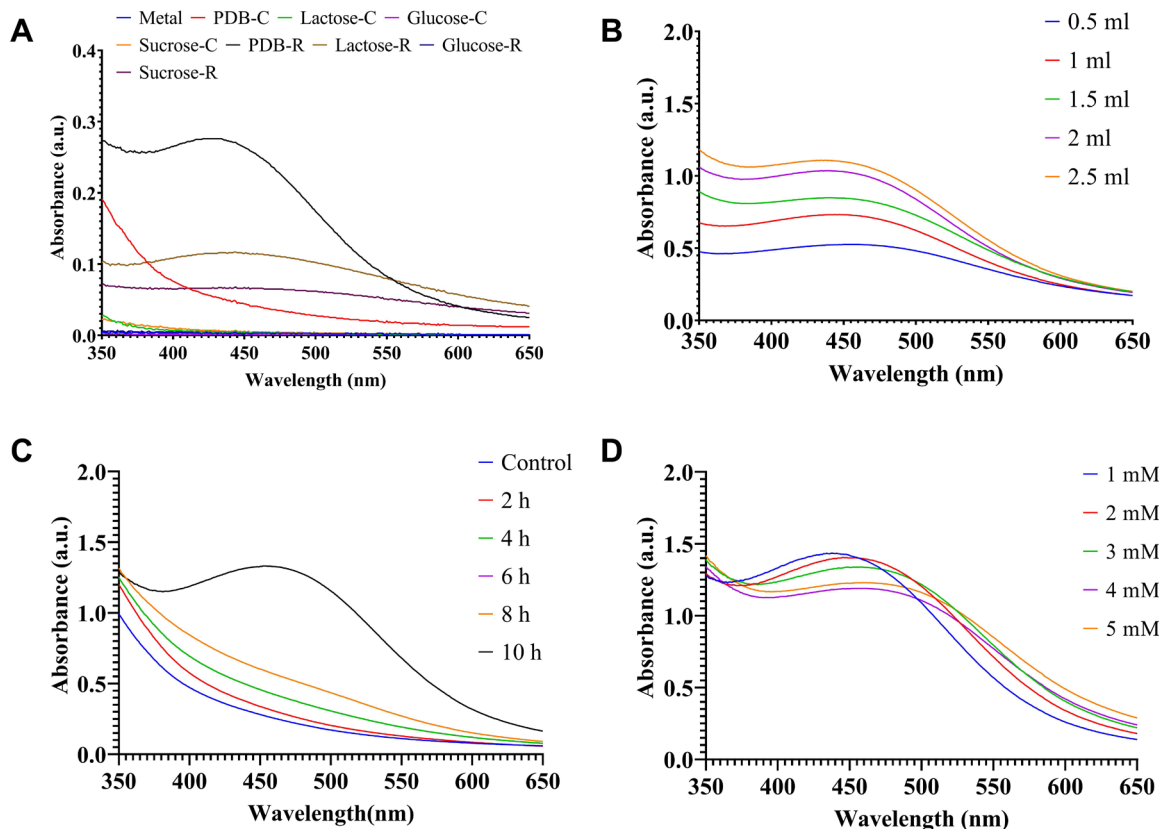 A
Metal PDB-C Lactose-C Glucose-C
Sucrose-C PDB-R Lactose-R Glucose-R
Sucrose-R
Absorbance (a.u.)
0.4
0.3
0.2
0.1
0.0
350 400 450 500 550 600 650
Wavelength (nm)
B
0.5 ml
1 ml
1.5 ml
2 ml
2.5 ml
Absorbance (a.u.)
2.0
1.5
1.0
0.5
0.0
350 400 450 500 550 600 650
Wavelength (nm)
C
Control
2 h
4 h
6 h
8 h
10 h
Absorbance (a.u.)
2.0
1.5
1.0
0.5
0.0
350 400 450 500 550 600 650
Wavelength(nm)
D
1 mM
2 mM
3 mM
4 mM
5 mM
Absorbance (a.u.)
2.0
1.5
1.0
0.5
0.0
350 400 450 500 550 600 650
Wavelength (nm)